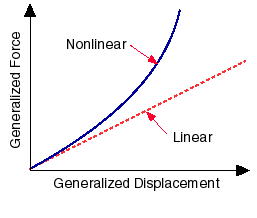 Generalized Force
Nonlinear
Linear
Generalized Displacement